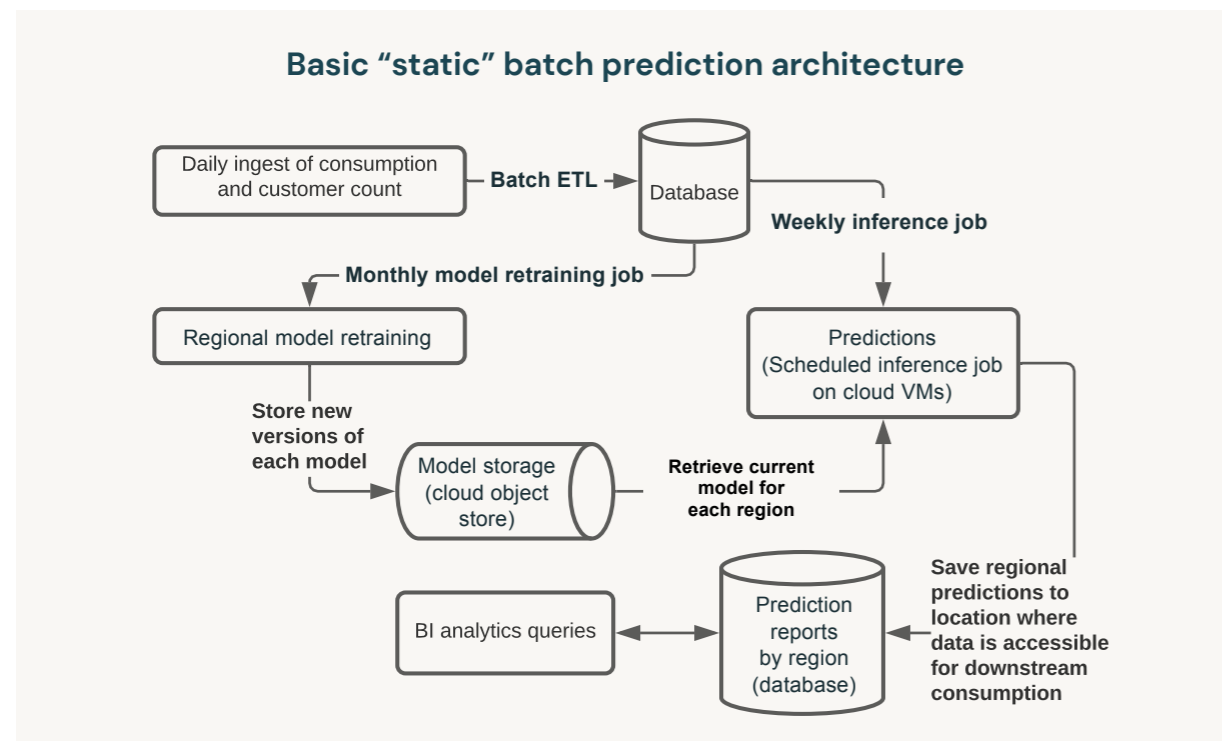 Basic “static” batch prediction architecture
Daily ingest of consumption
and customer count
Batch ETL
Database
Weekly inference job
Monthly model retraining job
Regional model retraining
Predictions
(Scheduled inference job
on cloud VMs)
Store new
versions of
each model
Model storage
(cloud object
store)
Retrieve current
model for
each region
Save regional
predictions to
location where
data is accessible
for downstream
consumption
Prediction
reports
by region
(database)
BI analytics queries